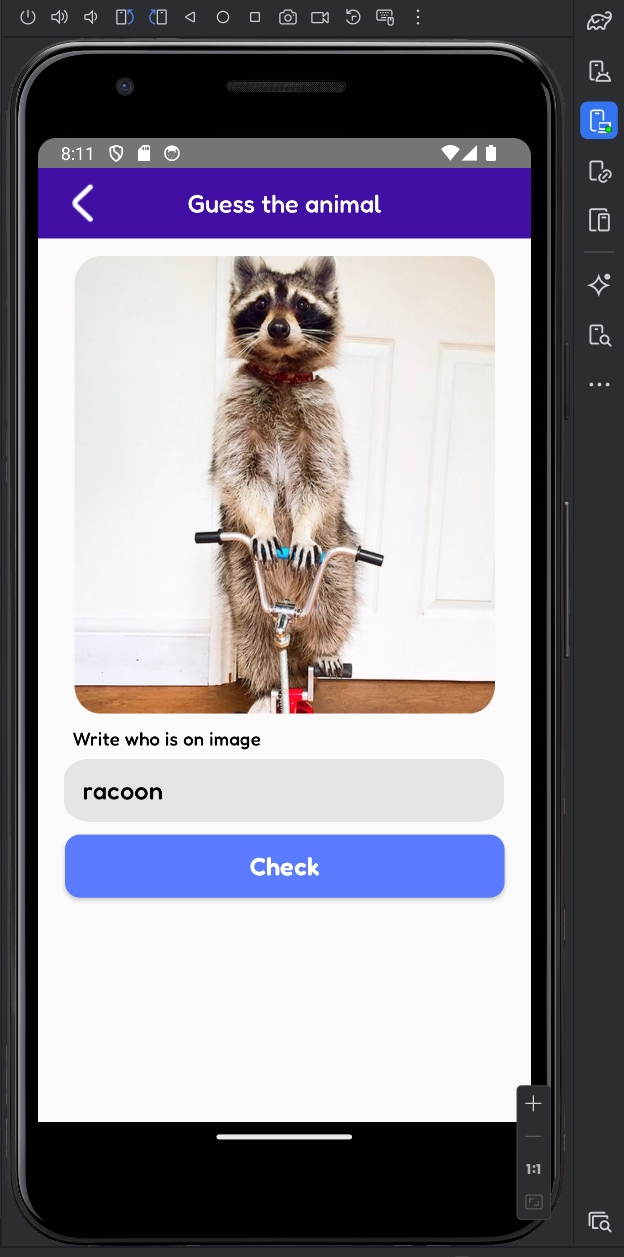 8:11
Guess the animal
Write who is on image
racoon
Check
1:1